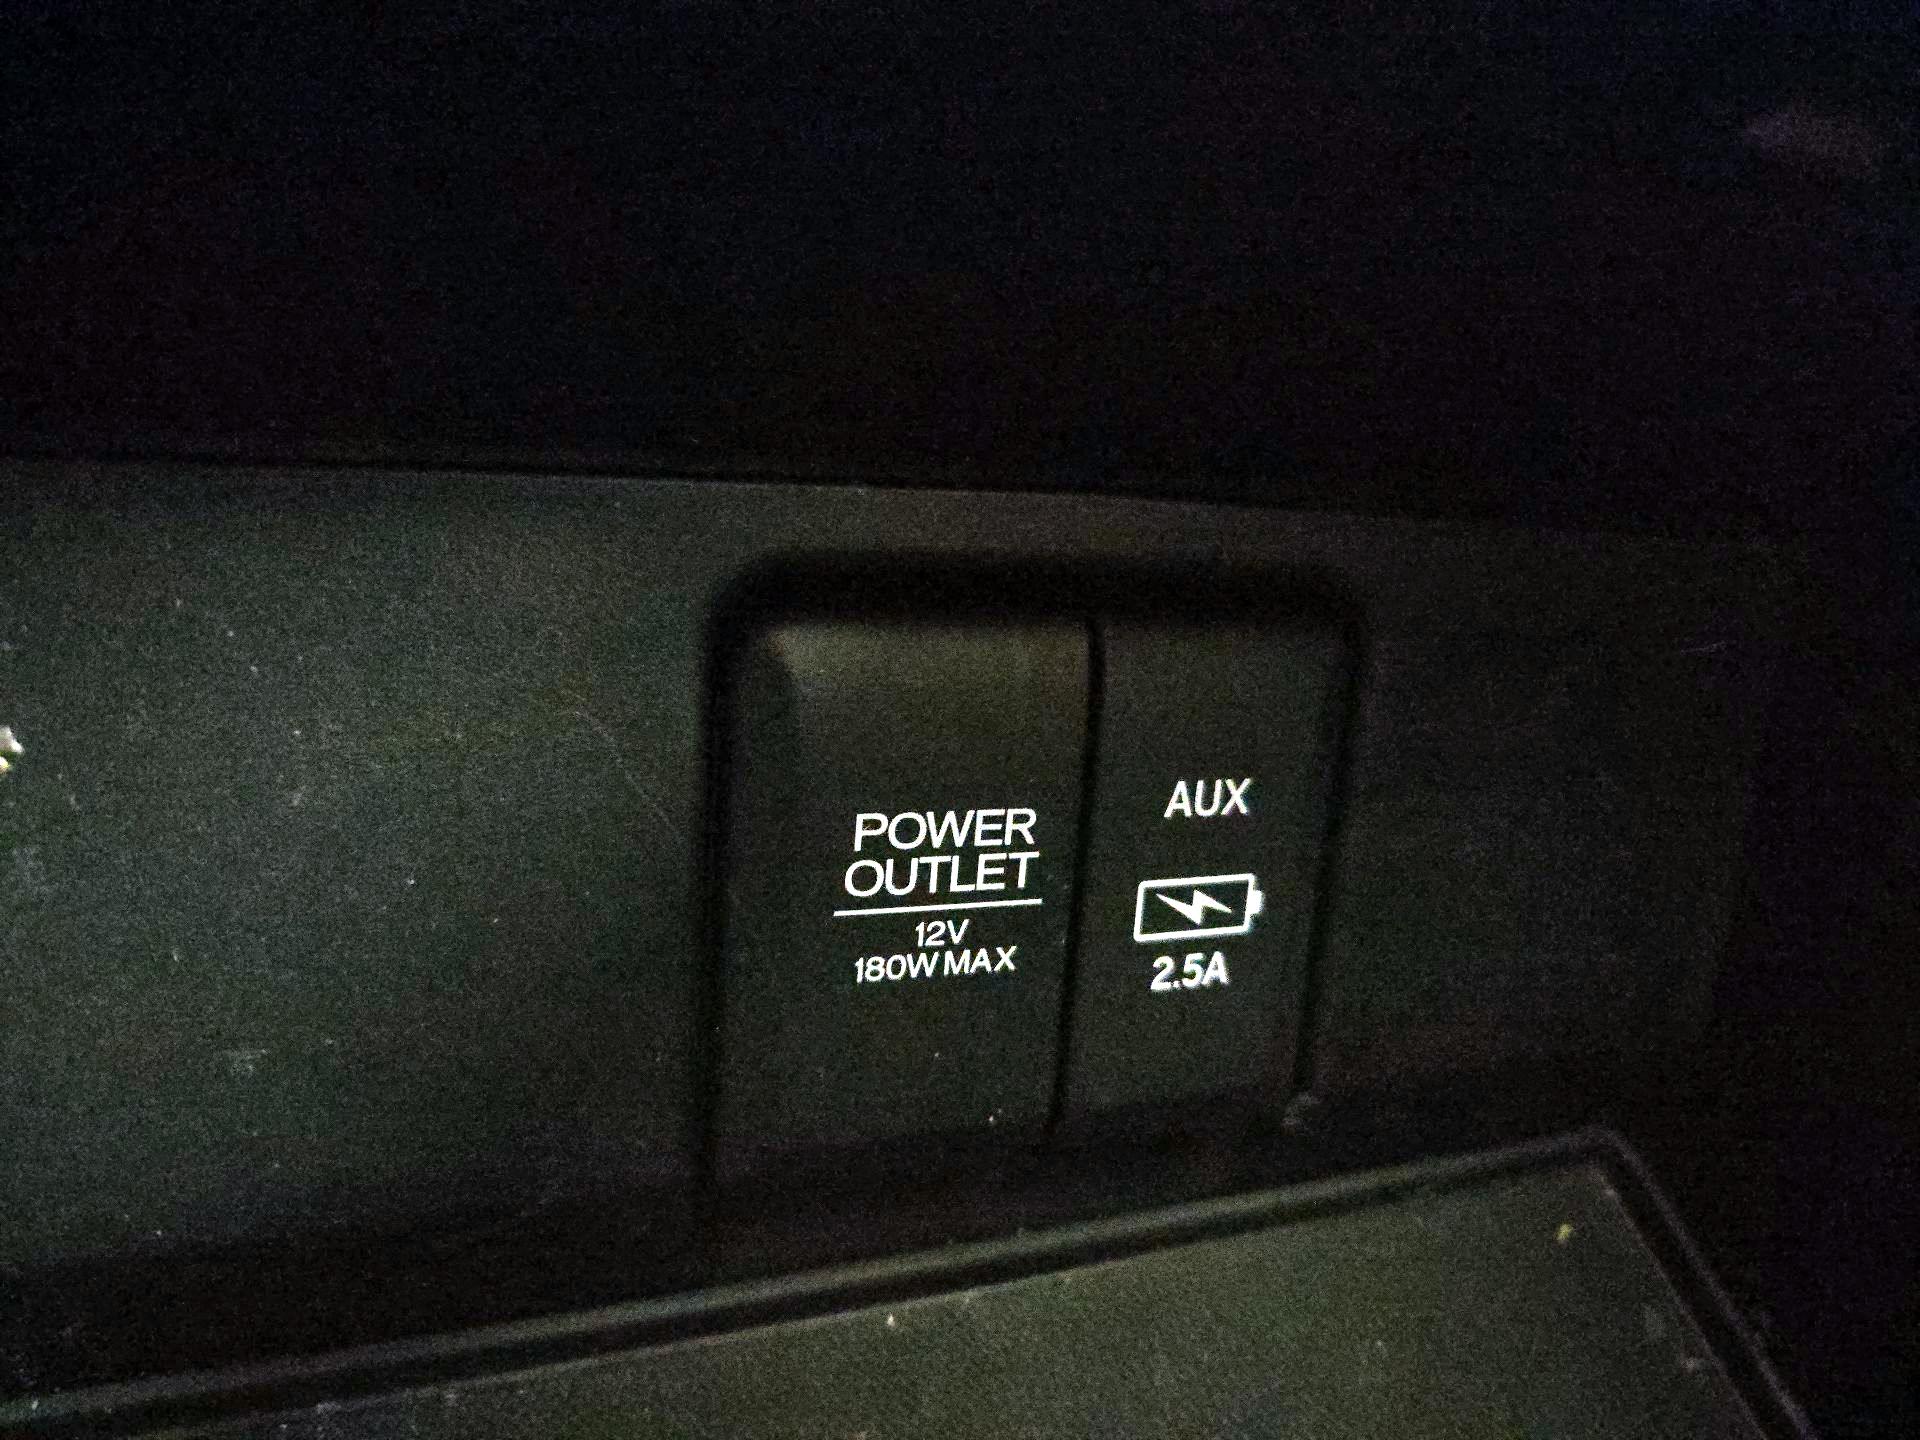 POWER
OUTLET
12V
180W MAX
AUX
2.5A